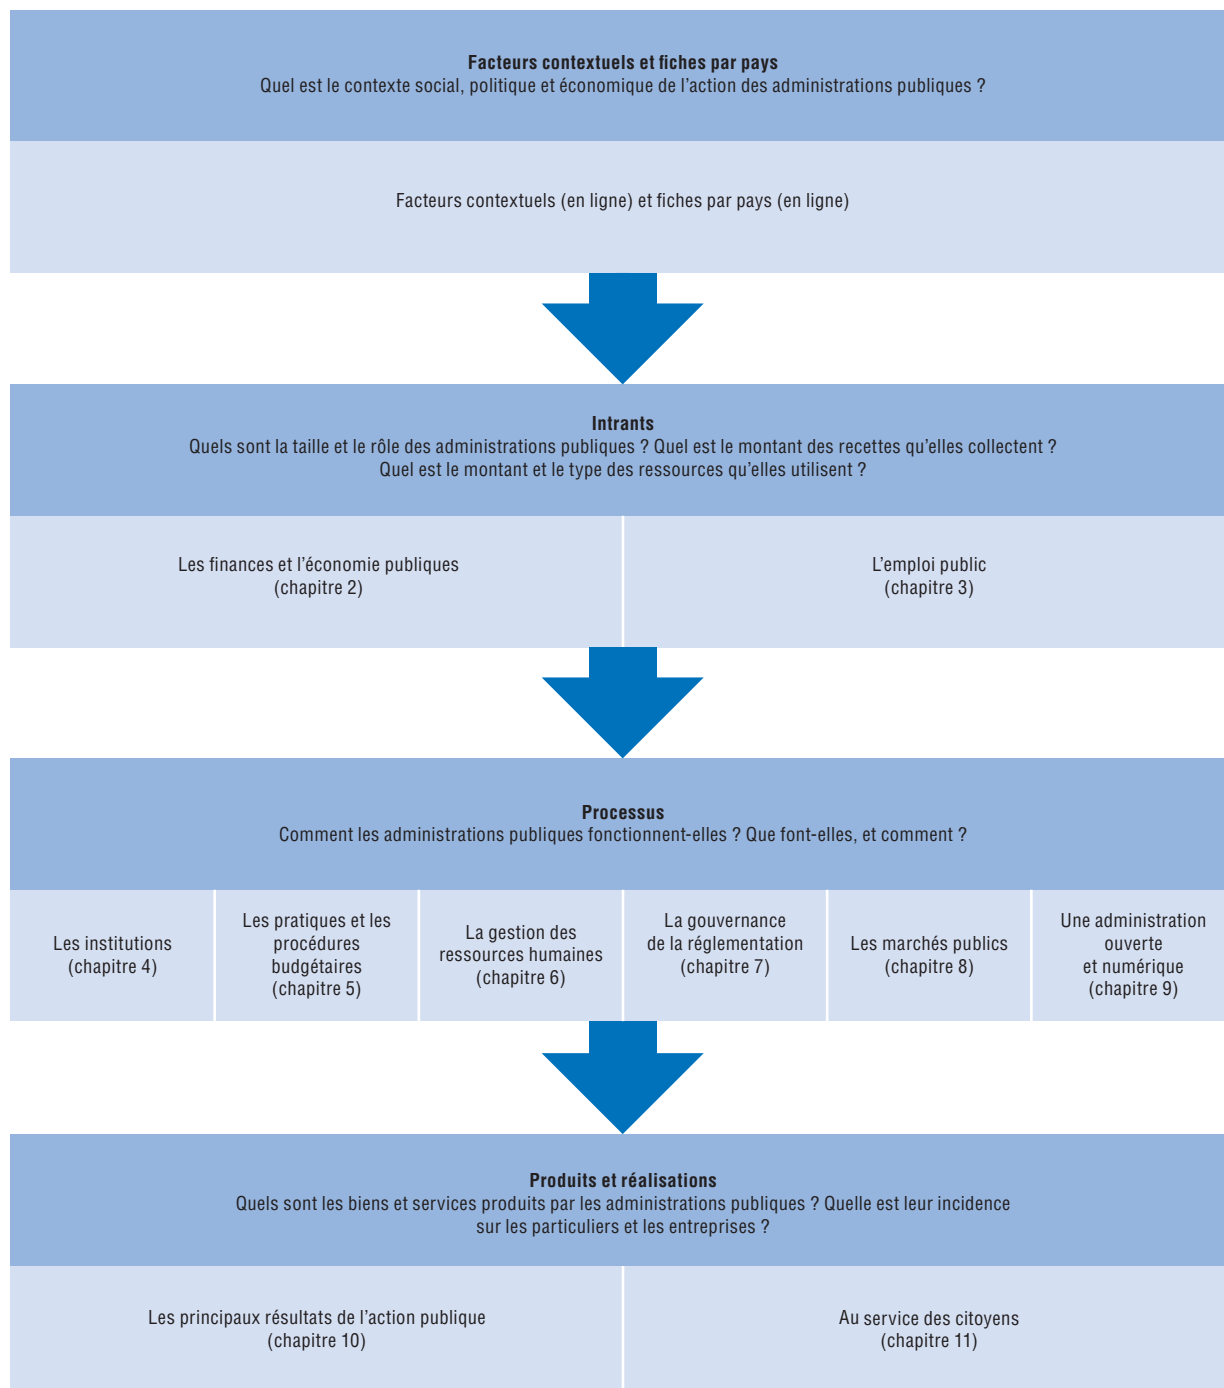 Facteurs contextuels et fiches par pays
Quel est le contexte social, politique et économique de l'action des administrations publiques ?
Facteurs contextuels (en ligne) et fiches par pays (en ligne)
Intrants
Quels sont la taille et le rôle des administrations publiques ? Quel est le montant des recettes qu'elles collectent ?
Quel est le montant et le type des ressources qu'elles utilisent ?
Les finances et l'économie publiques
(chapitre 2)
L'emploi public
(chapitre 3)
Processus
Comment les administrations publiques fonctionnent-elles ? Que font-elles, et comment ?
Les institutions
(chapitre 4)
Les pratiques et les
procédures
budgétaires
(chapitre 5)
La gestion des
ressources humaines
(chapitre 6)
La gouvernance
de la réglementation
(chapitre 7)
Les marchés publics
(chapitre 8)
Une administration
ouverte
et numérique
(chapitre 9)
Produits et réalisations
Quels sont les biens et services produits par les administrations publiques ? Quelle est leur incidence
sur les particuliers et les entreprises ?
Les principaux résultats de l'action publique
(chapitre 10)
Au service des citoyens
(chapitre 11)